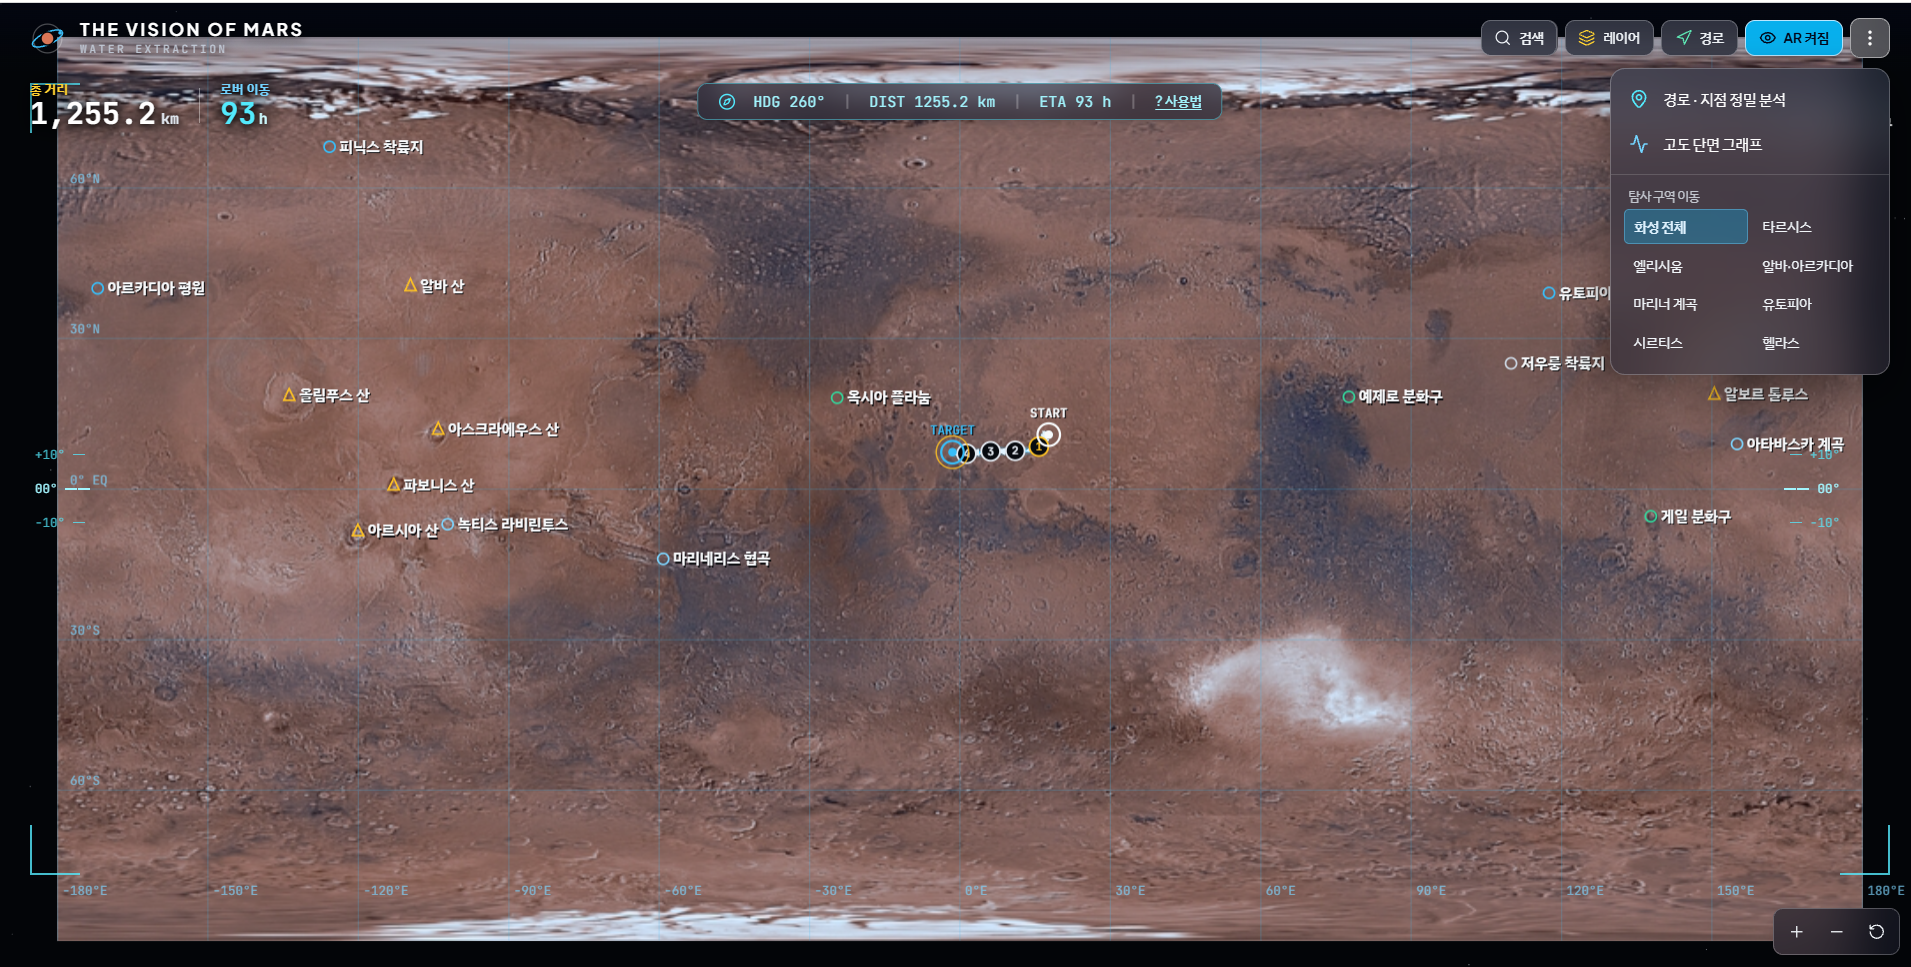 THE VISION OF MARS
WATER EXTRACTION
검색
레이어
경로
AR 켜짐
총 거리
1,255.2 km
로버 이동
93 h
HDG 260° | DIST 1255.2 km | ETA 93 h | ? 사용법
경로 · 지점 정밀 분석
고도 단면 그래프
탐사 구역 이동
화성 전체
타르시스
엘리시움
알바·아르카디아
마리너 계곡
유토피아
시르티스
헬라스
피닉스 착륙지
60°N
아르카디아 평원
알바 산
유토피아
30°N
저우룽 착륙지
올림푸스 산
옥시아 플라눔
예제로 분화구
알보르 톨루스
START
아스크라에우스 산
TARGET
4
3
2
1
아타바스카 계곡
+10°
+10°
0° EQ
파보니스 산
00°
00°
-10°
-10°
아르시아 산
녹티스 라비린투스
게일 분화구
마리네리스 협곡
30°S
60°S
-180°E
-150°E
-120°E
-90°E
-60°E
-30°E
0°E
30°E
60°E
90°E
120°E
150°E
180°E
+
−